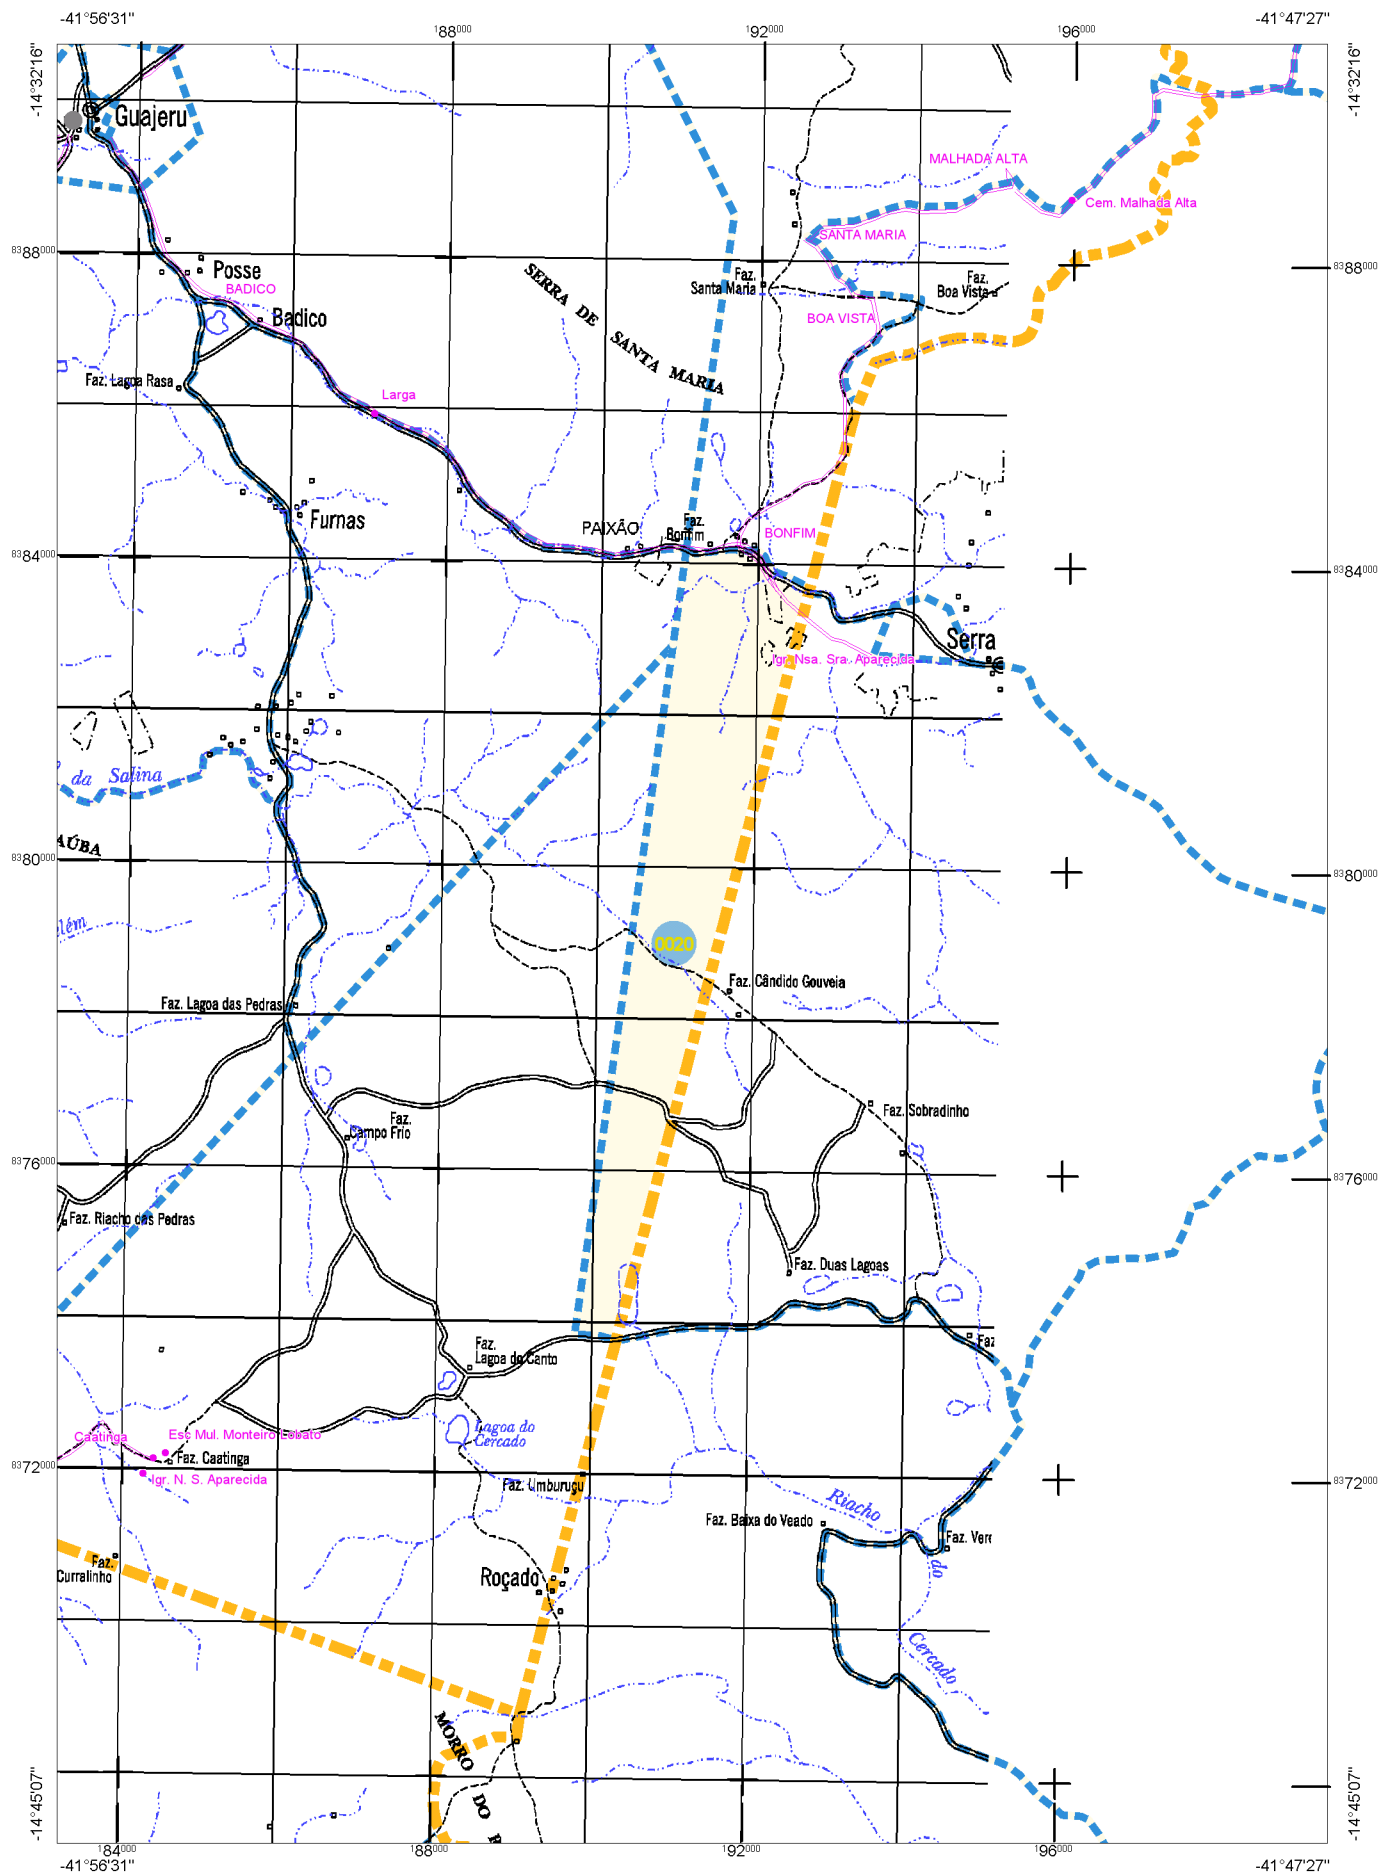 -41°56'31"
188000
192000
196000
-41°47'27"
-14°32'16"
-14°32'16"
Guajeru
MALHADA ALTA
Cem. Malhada Alta
SANTA MARIA
8388000
Posse
BADICO
Badico
SERRA DE SANTA MARIA
Faz.
Santa Maria
Faz.
Boa Vista
8388000
BOA VISTA
Faz. Lagoa Rasa
Larga
Furnas
PAIXÃO
Faz.
Bonfim
BONFIM
8384000
8384000
Serra
Igr. Nsa. Sra. Aparecida
da Salina
AÚBA
8380000
8380000
lém
0020
Faz. Cândido Gouveia
Faz. Lagoa das Pedras
Faz.
Campo Frio
Faz. Sobradinho
8376000
8376000
Faz. Riacho das Pedras
Faz. Duas Lagoas
Faz.
Lagoa do Canto
Faz
Caatinga
Esc Mul. Monteiro Lobato
Faz. Caatinga
Igr. N. S. Aparecida
Lagoa do
Cercado
8372000
8372000
Faz. Umburuçu
Riacho
Faz. Baixa do Veado
Faz. Vere
do
Faz.
Curralinho
Roçado
Cercado
MORRO DO F
-14°45'07"
-14°45'07"
184000
188000
192000
196000
-41°56'31"
-41°47'27"